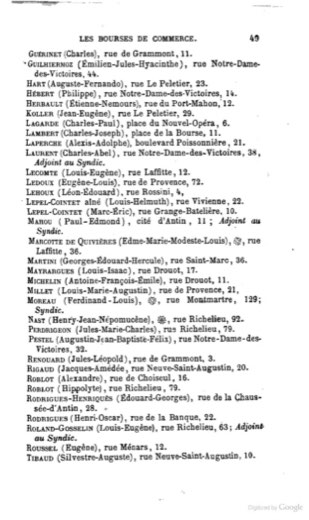 LES BOURSES DE COMMERCE. 49
GUÉRINET (Charles), rue de Grammont, 11.
GUILHIERMOZ (Émilien-Jules-Hyacinthe), rue Notre-Dame-
des-Victoires, 44.
HART (Auguste-Fernando), rue Le Peletier, 23.
HÉBERT (Philippe), rue Notre-Dame-des-Victoires, 14.
HERBAULT (Étienne-Nemours), rue du Port-Mahon, 12.
KOLLER (Jean-Eugène), rue Le Peletier, 29.
LAGARDE (Charles-Paul), place du Nouvel-Opéra, 6.
LAMBERT (Charles-Joseph), place de la Bourse, 11.
LAPERCHE (Alexis-Adolphe), boulevard Poissonnière, 21.
LAURENT (Charles-Abel), rue Notre-Dame-des-Victoires, 38,
Adjoint au Syndic.
LECOMTE (Louis-Eugène), rue Laffitte, 12.
LEDOUX (Eugène-Louis), rue de Provence, 72.
LEHOUX (Léon-Édouard), rue Rossini, 4,
LEPEL-COINTET aîné (Louis-Helmuth), rue Vivienne, 22.
LEPEL-COINTET (Marc-Éric), rue Grange-Batelière, 10.
MAHOU (Paul-Edmond), cité d'Antin, 11; Adjoint au
Syndic.
MARCOTTE DE QUIVIÈRES (Edme-Marie-Modeste-Louis), rue
Laffitte, 36.
MARTINI (Georges-Édouard-Hercule), rue Saint-Marc, 36.
MAYRARGUES (Louis-Isaac), rue Drouot, 17.
MICHELIN (Antoine-François-Émile), rue Drouot, 11.
MILLET (Louis-Marie-Augustin), rue de Provence, 21,
MOREAU (Ferdinand-Louis), rue Montmartre, 129;
Syndic.
NAST (Henry-Jean-Népomucène), rue Richelieu, 92.
PERDRIGEON (Jules-Marie-Charles), rue Richelieu, 79.
PESTEL (Augustin-Jean-Baptiste-Félix), rue Notre-Dame-des-
Victoires, 32.
RENOUARD (Jules-Léopold), rue de Grammont, 3.
RIGAUD (Jacques-Amédée, rue Neuve-Saint-Augustin, 20.
ROBLOT (Alexandre), rue de Choiseul, 16.
ROBLOT (Hippolyte), rue Richelieu, 79.
RODRIGUES-HENRIQUÈS (Édouard-Georges), rue de la Chaus-
sée-d'Antin, 28.
RODRIGUES (Henri-Oscar), rue de la Banque, 22.
ROLAND-GOSSELIN (Louis-Eugène), rue Richelieu, 63; Adjoint
au Syndic.
ROUSSEL (Eugène), rue Mécars, 12.
TIBAUD (Silvestre-Auguste), rue Neuve-Saint-Augustin, 10.
Digitized by Google